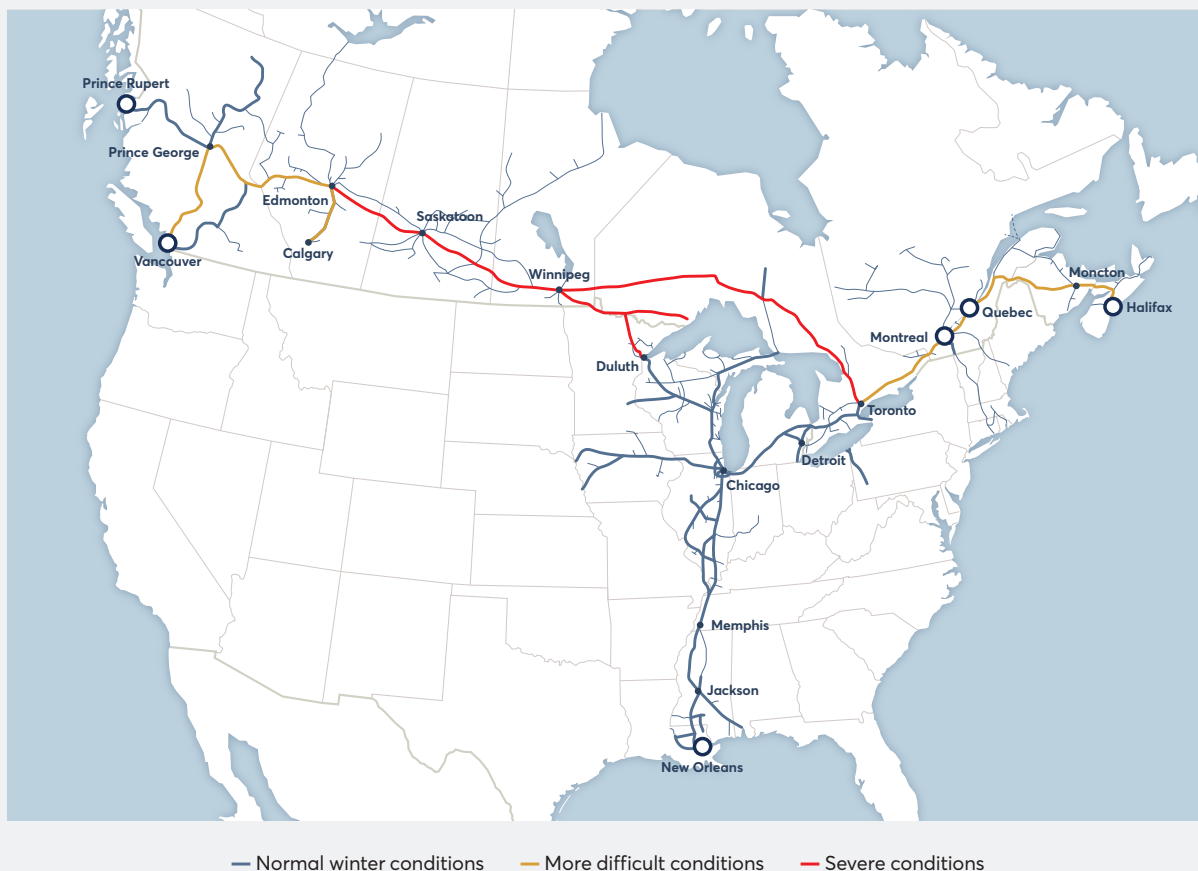 Prince Rupert
Prince George
Edmonton
Saskatoon
Vancouver
Calgary
Winnipeg
Moncton
Quebec
Halifax
Montreal
Duluth
Toronto
Detroit
Chicago
Memphis
Jackson
New Orleans
Normal winter conditions
More difficult conditions
Severe conditions